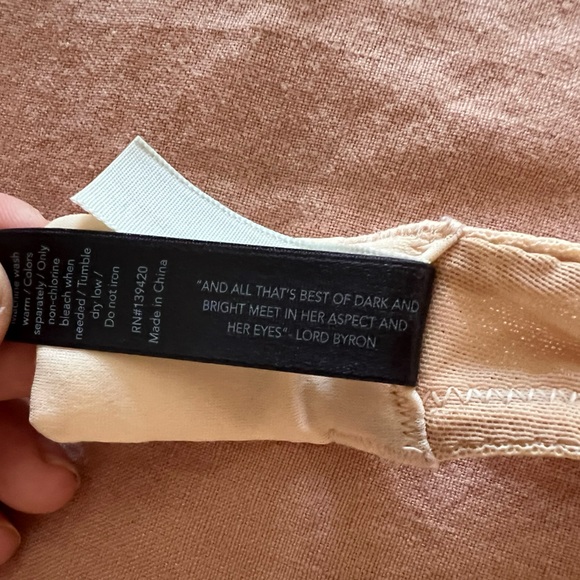 wash
warm / Colors
separately / Only
non-chlorine
bleach when
needed / Tumble
dry low /
Do not iron
RN#139420
Made in China
"AND ALL THAT'S BEST OF DARK AND
BRIGHT MEET IN HER ASPECT AND
HER EYES" - LORD BYRON